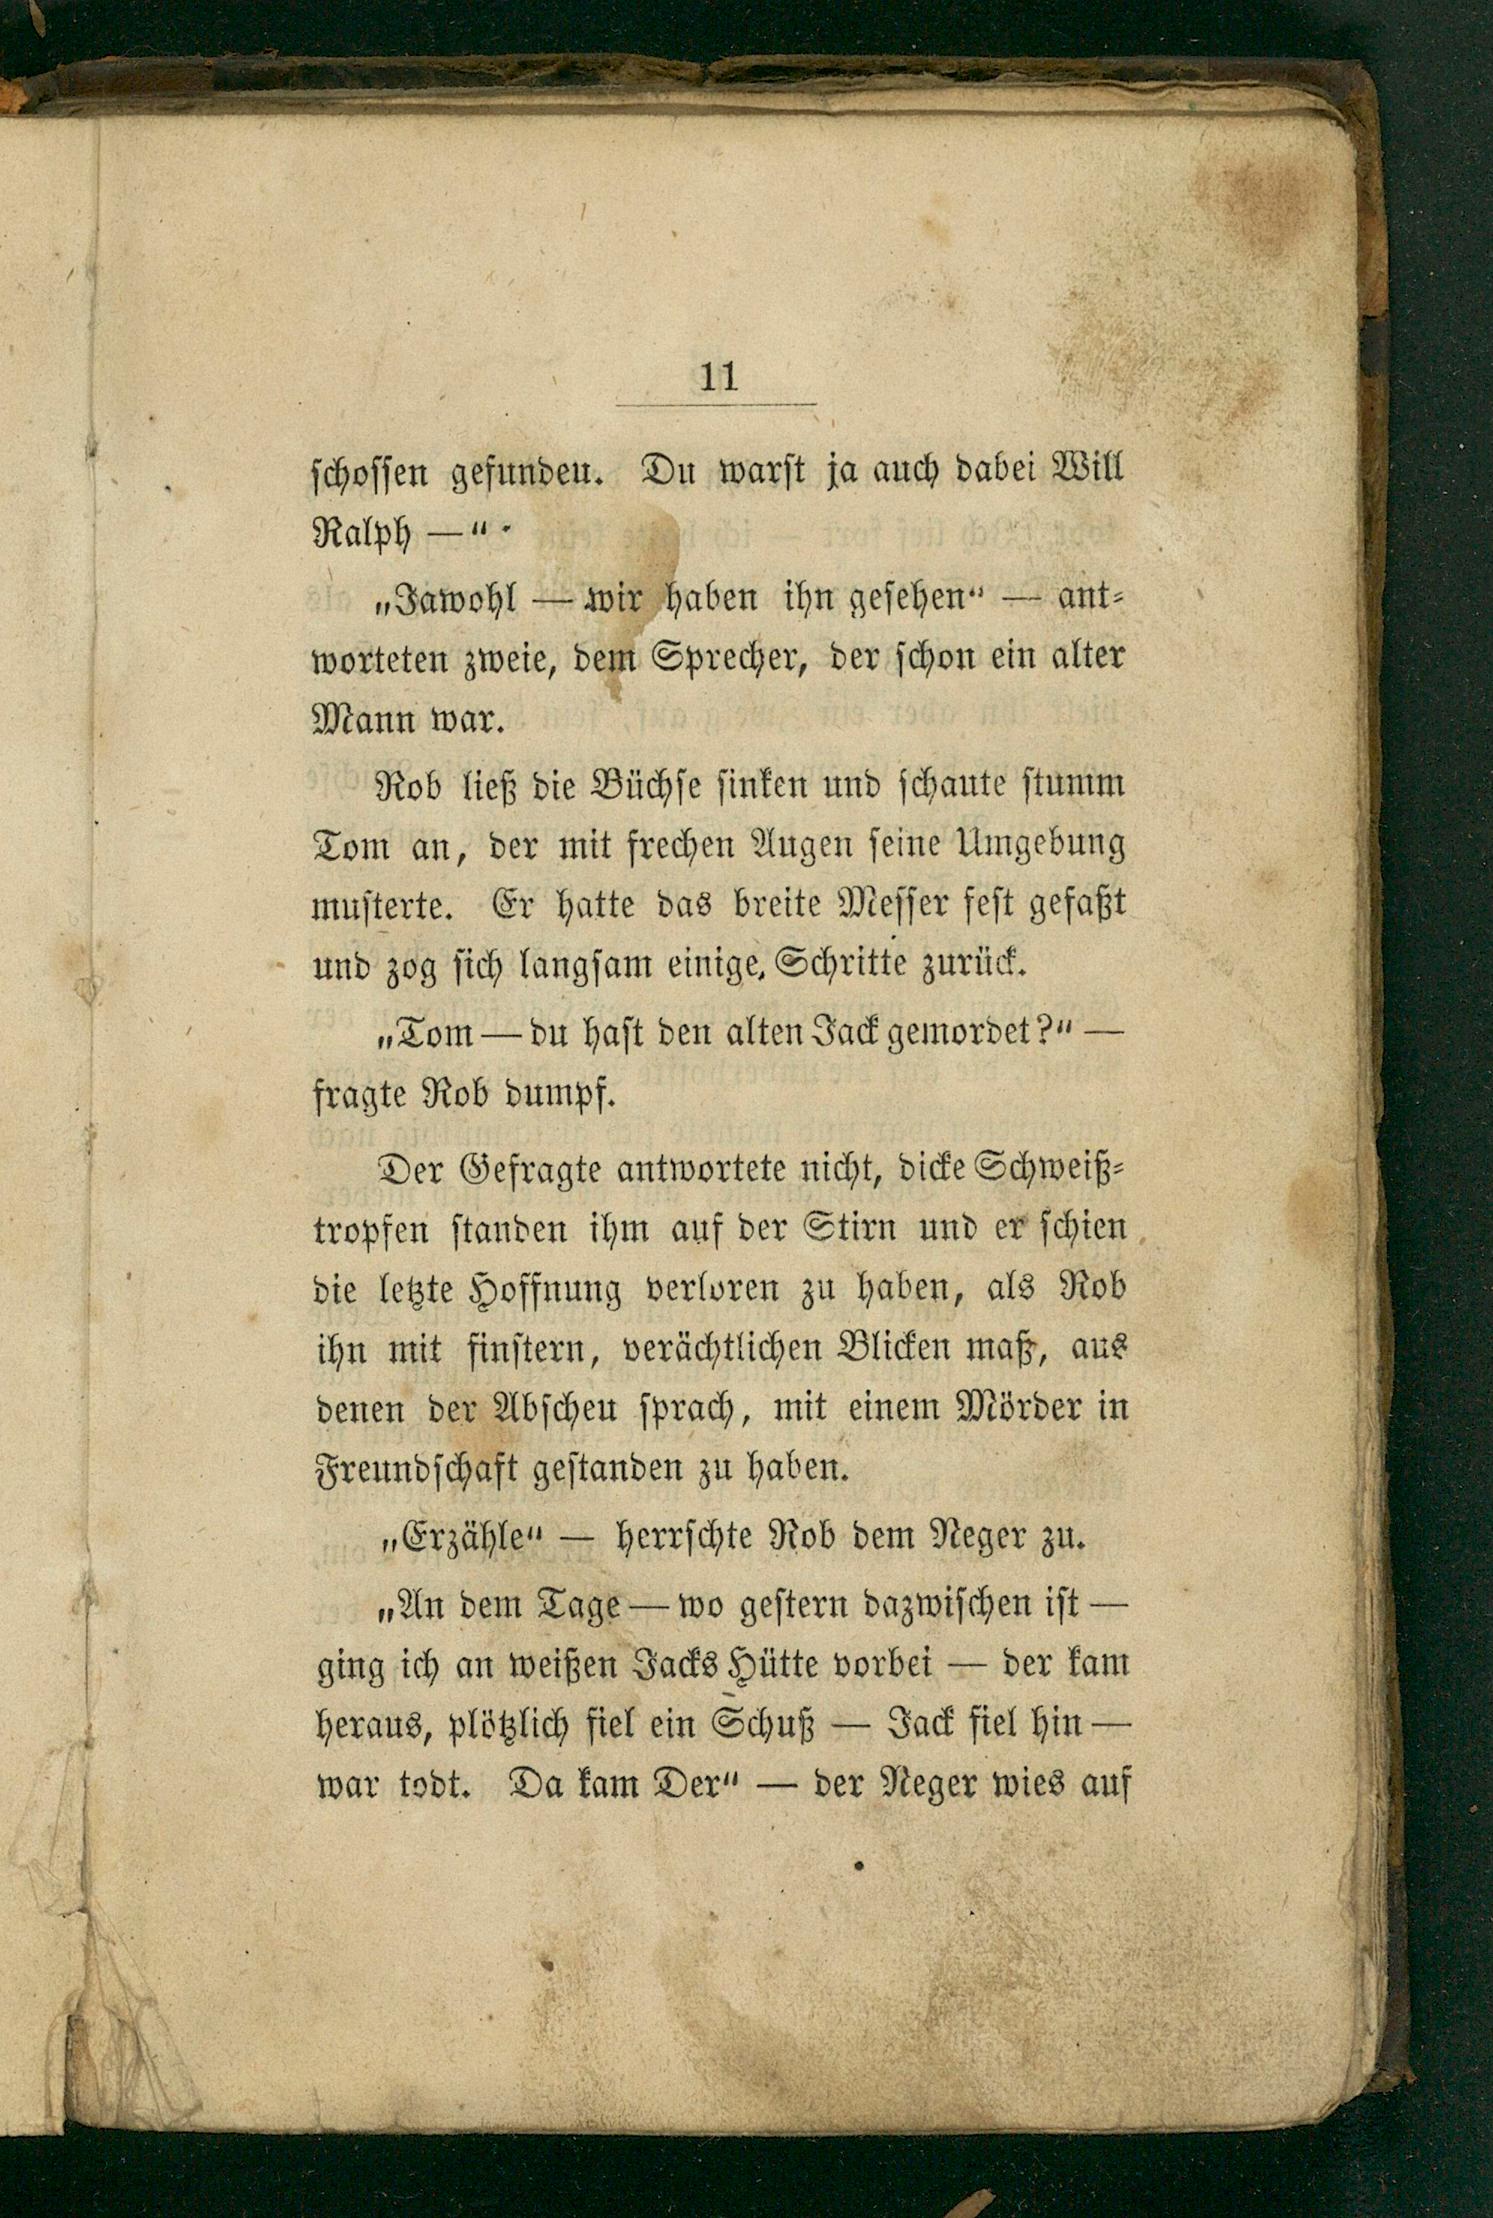 11
schossen gefunden. Du warst ja auch dabei Will
Ralph —“
„Jawohl — wir haben ihn gesehen“ — ant-
worteten zweie, dem Sprecher, der schon ein alter
Mann war.
Rob ließ die Büchse sinken und schaute stumm
Tom an, der mit frechen Augen seine Umgebung
musterte. Er hatte das breite Messer fest gefaßt
und zog sich langsam einige, Schritte zurück.
„Tom — du hast den alten Jack gemordet?“ —
fragte Rob dumpf.
Der Gefragte antwortete nicht, dicke Schweiß-
tropfen standen ihm auf der Stirn und er schien
die letzte Hoffnung verloren zu haben, als Rob
ihn mit finstern, verächtlichen Blicken maß, aus
denen der Abscheu sprach, mit einem Mörder in
Freundschaft gestanden zu haben.
„Erzähle“ — herrschte Rob dem Neger zu.
„An dem Tage — wo gestern dazwischen ist —
ging ich an weißen Jacks Hütte vorbei — der kam
heraus, plötzlich fiel ein Schuß — Jack fiel hin —
war todt. Da kam Der“ — der Neger wies auf